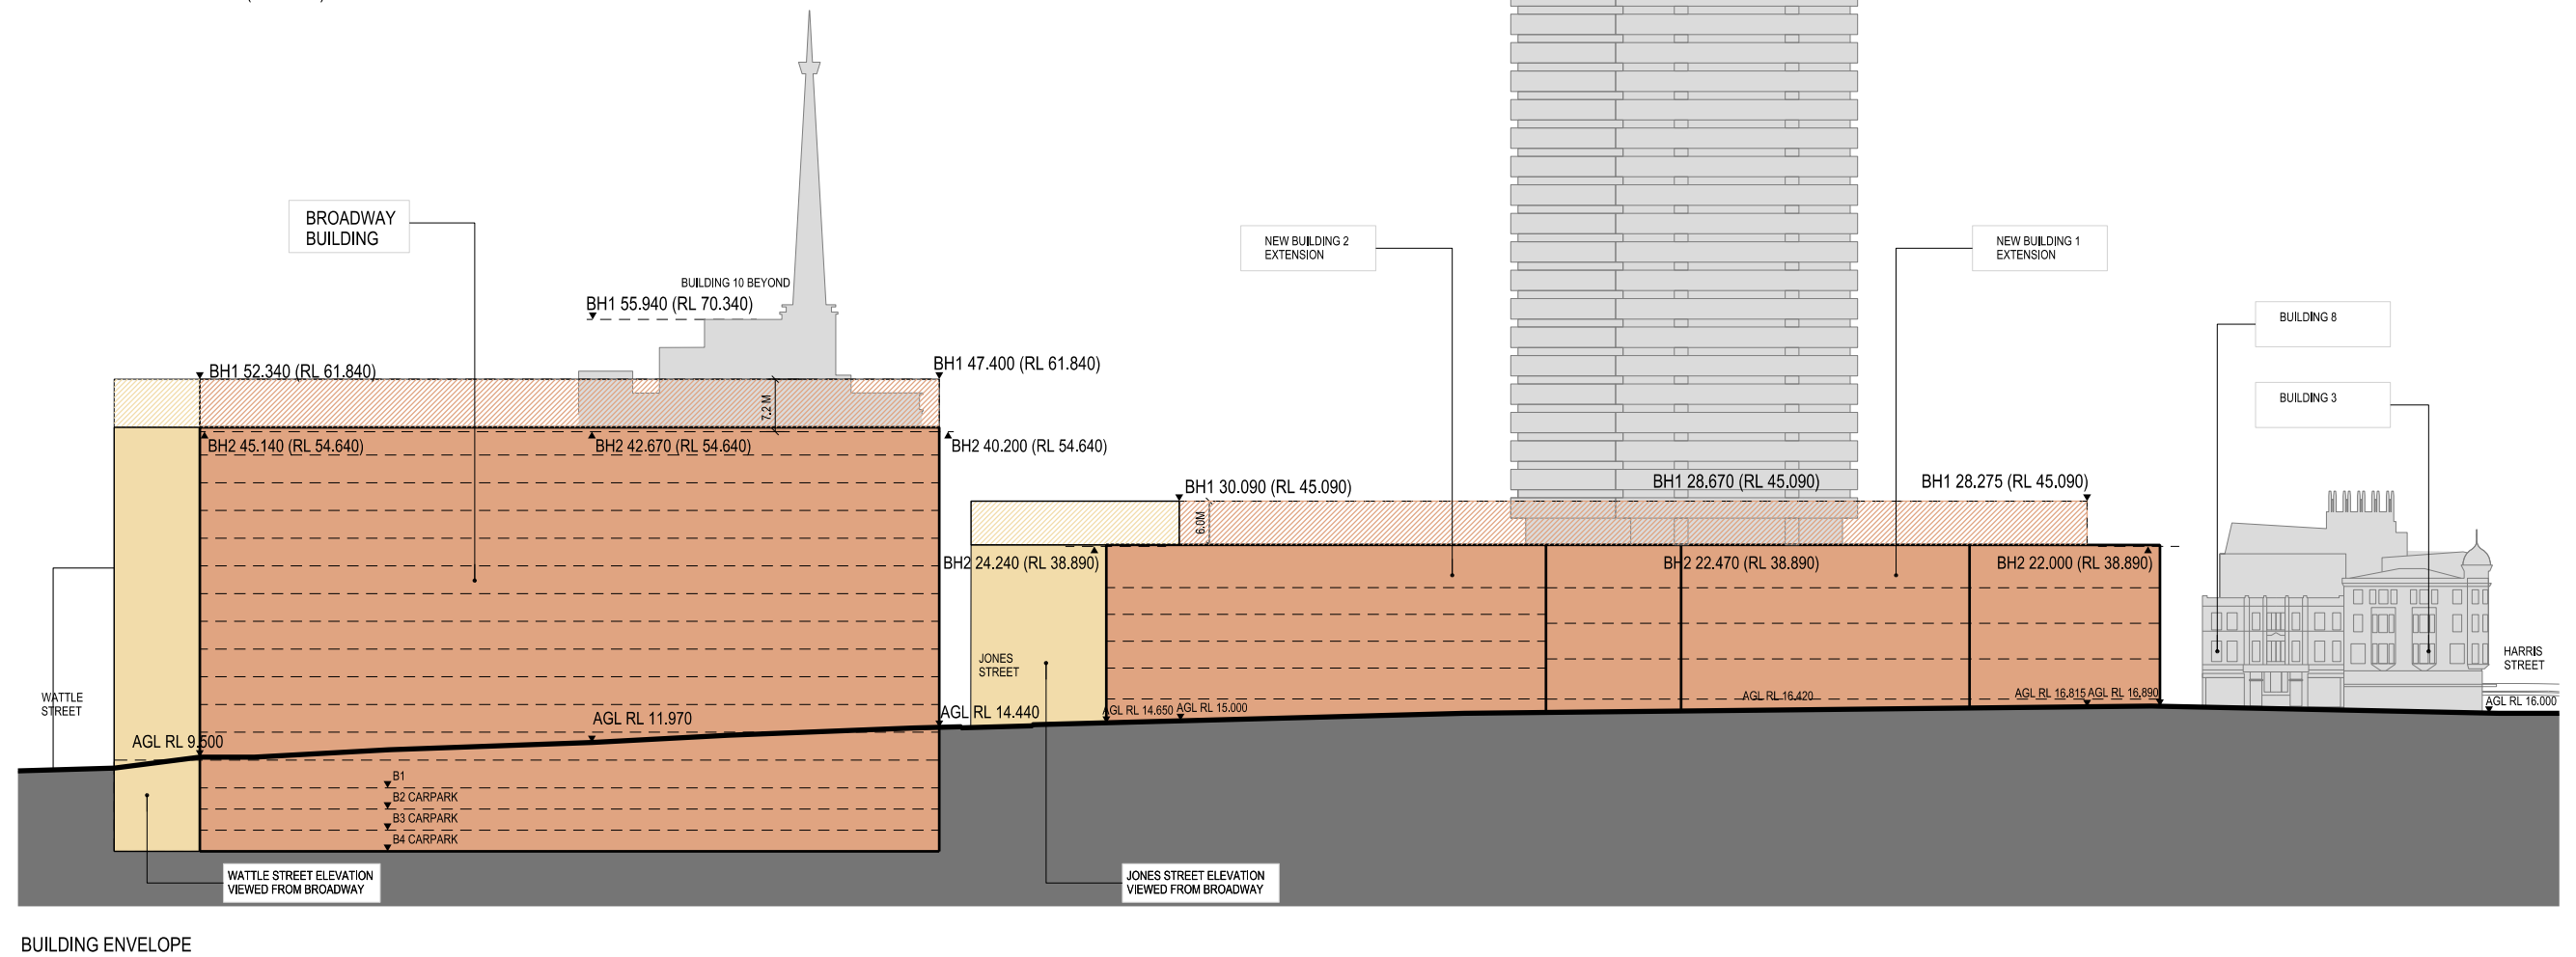 BROADWAY
BUILDING
BUILDING 10 BEYOND
BH1 55.940 (RL 70.340)
NEW BUILDING 2
EXTENSION
NEW BUILDING 1
EXTENSION
BUILDING 8
BUILDING 3
BH1 52.340 (RL 61.840)
BH1 47.400 (RL 61.840)
7.2 M
BH2 45.140 (RL 54.640)
BH2 42.670 (RL 54.640)
BH2 40.200 (RL 54.640)
BH1 30.090 (RL 45.090)
BH1 28.670 (RL 45.090)
BH1 28.275 (RL 45.090)
6.0M
BH2 24.240 (RL 38.890)
BH2 22.470 (RL 38.890)
BH2 22.000 (RL 38.890)
JONES
STREET
HARRIS
STREET
WATTLE
STREET
AGL RL 9.500
AGL RL 11.970
AGL RL 14.440
AGL RL 14.650
AGL RL 15.000
AGL RL 16.420
AGL RL 16.815
AGL RL 16.890
AGL RL 16.000
B1
B2 CARPARK
B3 CARPARK
B4 CARPARK
WATTLE STREET ELEVATION
VIEWED FROM BROADWAY
JONES STREET ELEVATION
VIEWED FROM BROADWAY
BUILDING ENVELOPE